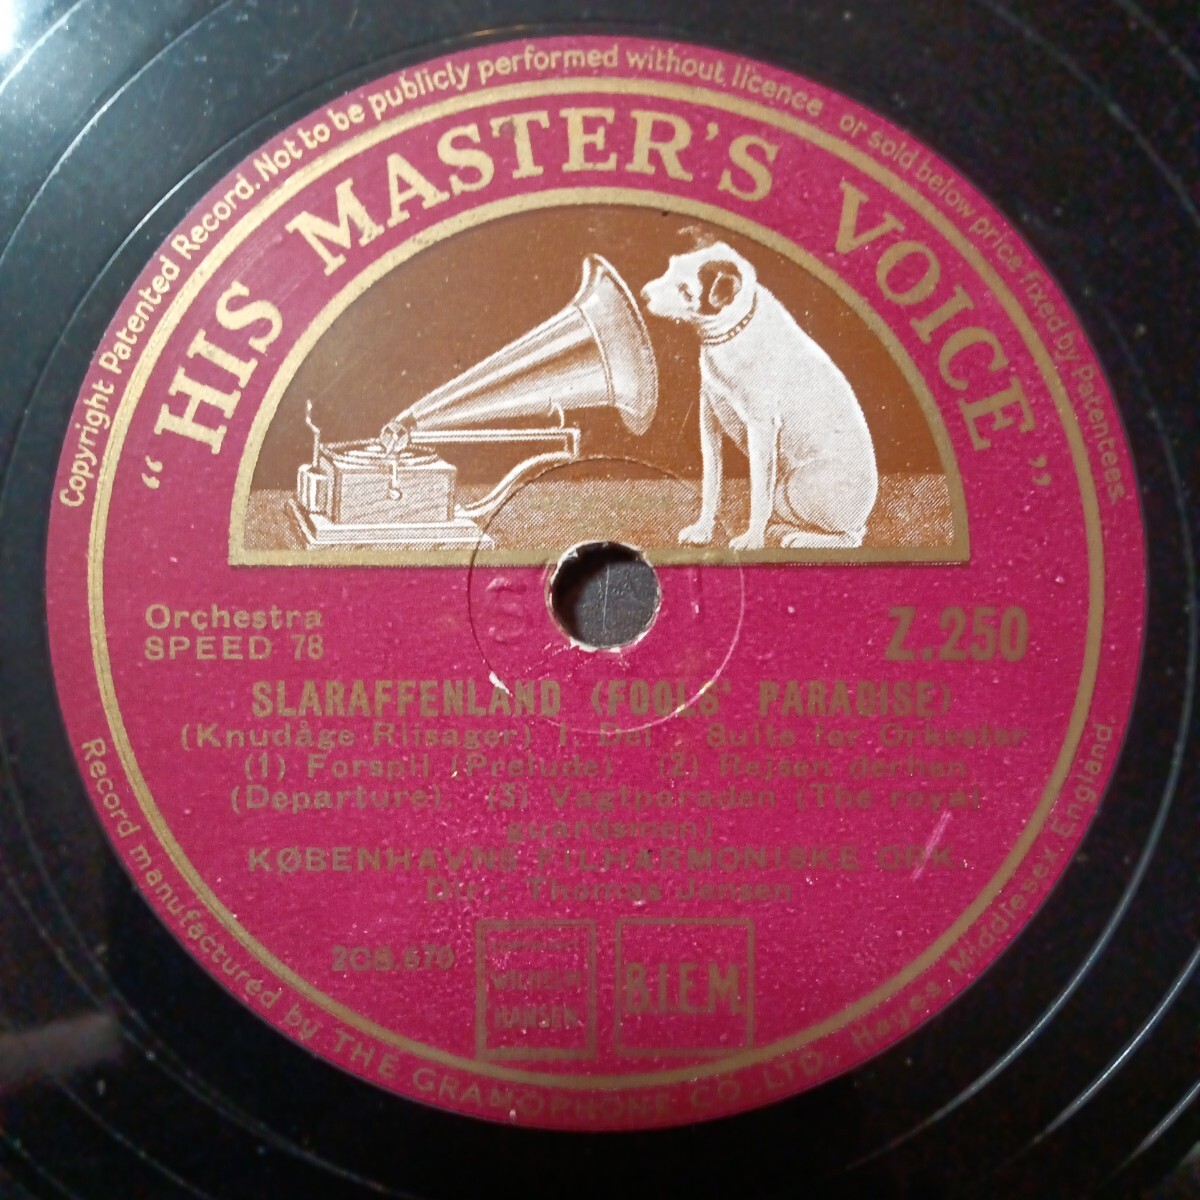 Copyright Patented Record. Not to be publicly performed without licence or sold below price fixed by Patentees.
"HIS MASTER'S VOICE"
Orchestra
SPEED 78
Z.250
SLARAFFENLAND (FOOLS' PARADISE)
(Knudåge Riisager) I. Del : Suite for Orkester
(1) Forspil (Prelude) (2) Rejsen derhen
(Departure). (3) Vagtparaden (The royal
guardsmen)
KØBENHAVNS FILHARMONISKE ORK.
Dir.: Thomas Jensen
2CS.670
WILHELM
HANSEN
B.I.E.M.
Record manufactured by THE GRAMOPHONE CO. LTD. Hayes, Middlesex, England.